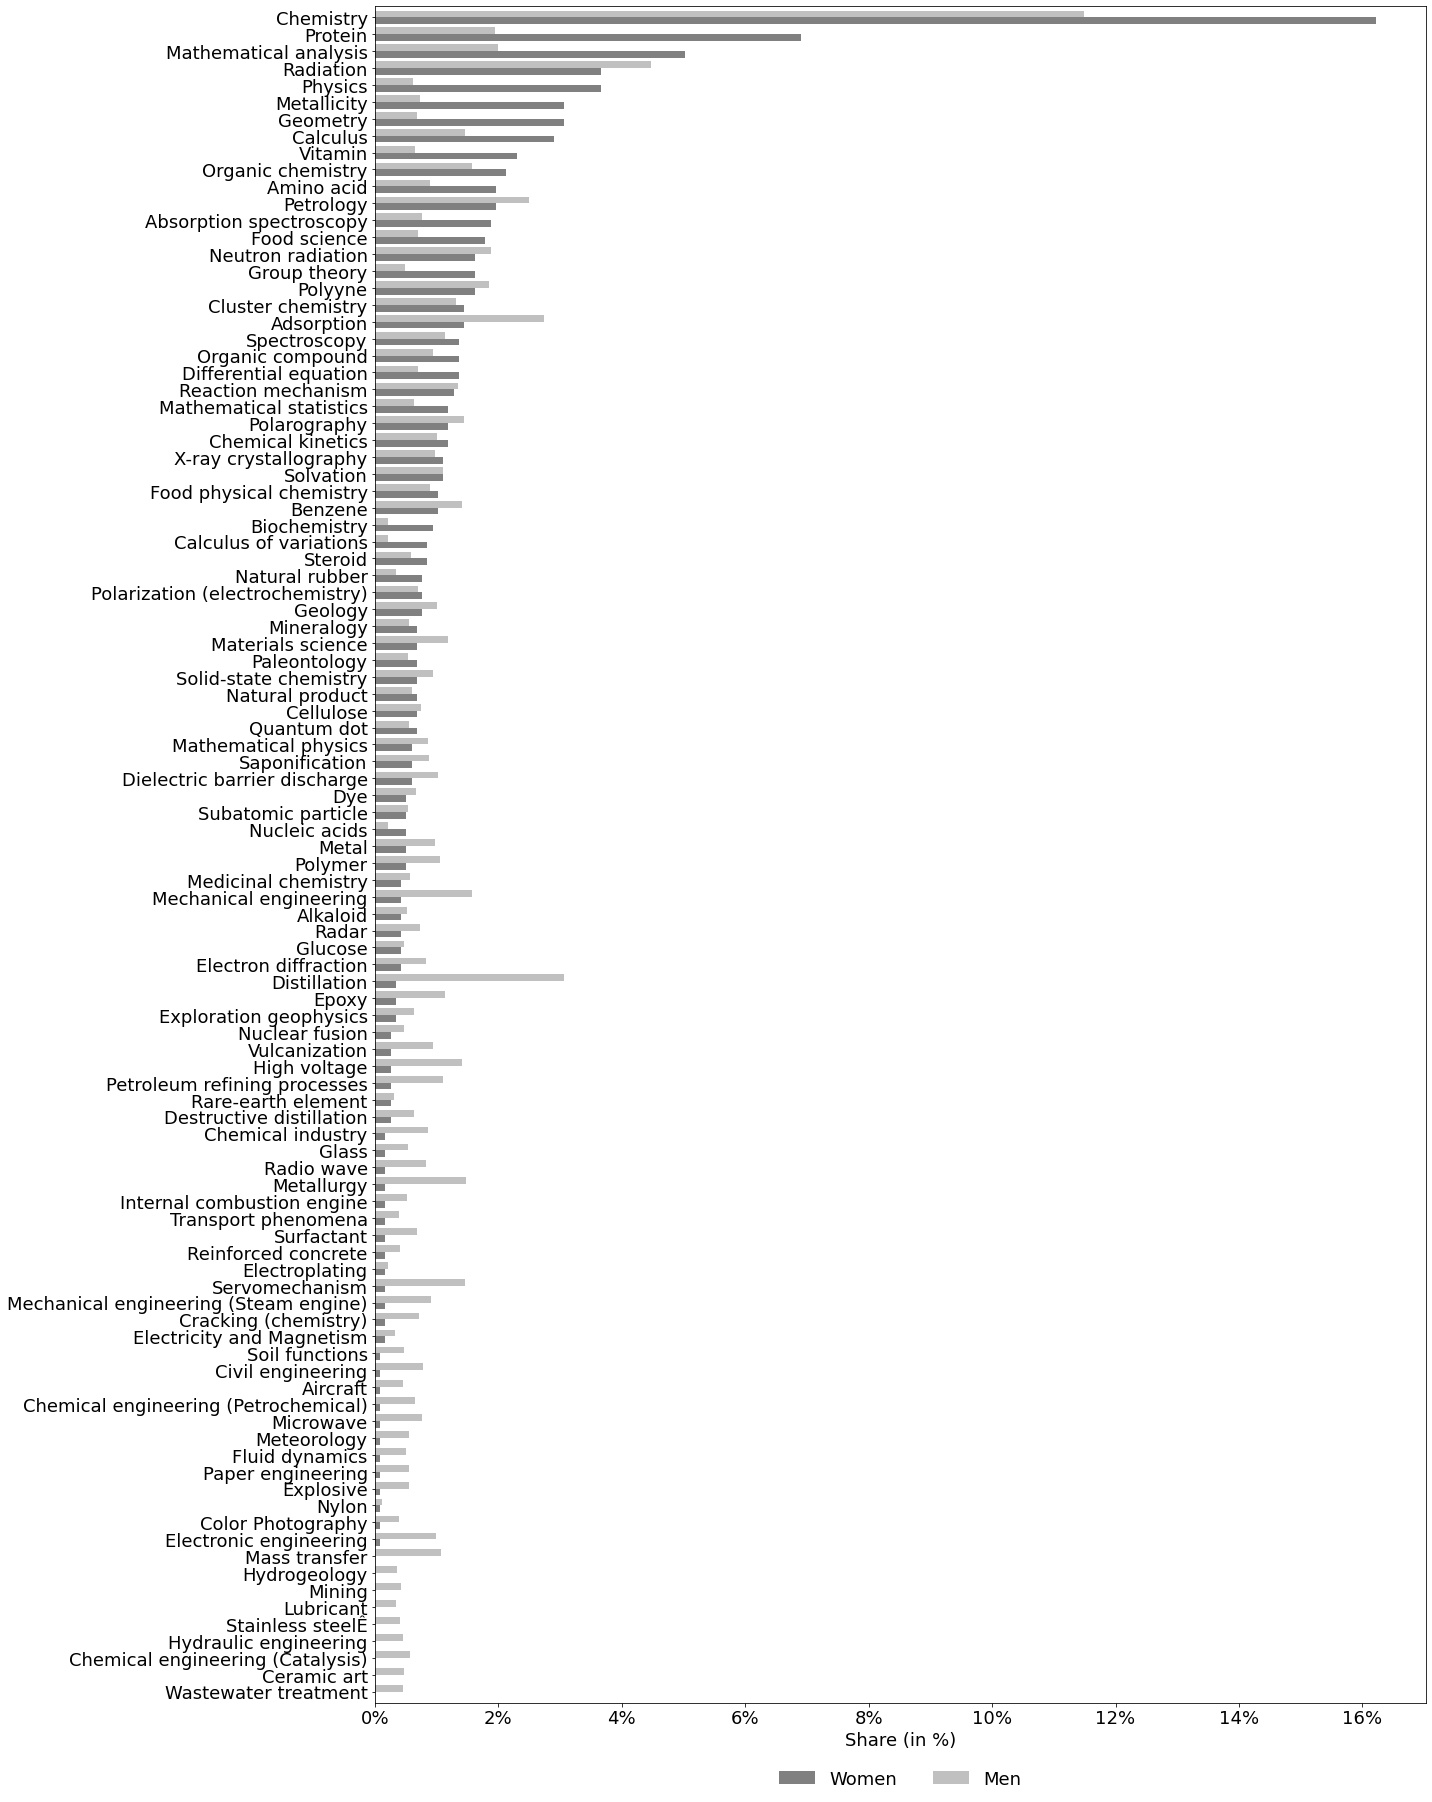 Chemistry
Protein
Mathematical analysis
Radiation
Physics
Metallicity
Geometry
Calculus
Vitamin
Organic chemistry
Amino acid
Petrology
Absorption spectroscopy
Food science
Neutron radiation
Group theory
Polyyne
Cluster chemistry
Adsorption
Spectroscopy
Organic compound
Differential equation
Reaction mechanism
Mathematical statistics
Polarography
Chemical kinetics
X-ray crystallography
Solvation
Food physical chemistry
Benzene
Biochemistry
Calculus of variations
Steroid
Natural rubber
Polarization (electrochemistry)
Geology
Mineralogy
Materials science
Paleontology
Solid-state chemistry
Natural product
Cellulose
Quantum dot
Mathematical physics
Saponification
Dielectric barrier discharge
Dye
Subatomic particle
Nucleic acids
Metal
Polymer
Medicinal chemistry
Mechanical engineering
Alkaloid
Radar
Glucose
Electron diffraction
Distillation
Epoxy
Exploration geophysics
Nuclear fusion
Vulcanization
High voltage
Petroleum refining processes
Rare-earth element
Destructive distillation
Chemical industry
Glass
Radio wave
Metallurgy
Internal combustion engine
Transport phenomena
Surfactant
Reinforced concrete
Electroplating
Servomechanism
Mechanical engineering (Steam engine)
Cracking (chemistry)
Electricity and Magnetism
Soil functions
Civil engineering
Aircraft
Chemical engineering (Petrochemical)
Microwave
Meteorology
Fluid dynamics
Paper engineering
Explosive
Nylon
Color Photography
Electronic engineering
Mass transfer
Hydrogeology
Mining
Lubricant
Stainless steelÊ
Hydraulic engineering
Chemical engineering (Catalysis)
Ceramic art
Wastewater treatment
0% 2% 4% 6% 8% 10% 12% 14% 16%
Share (in %)
Women Men